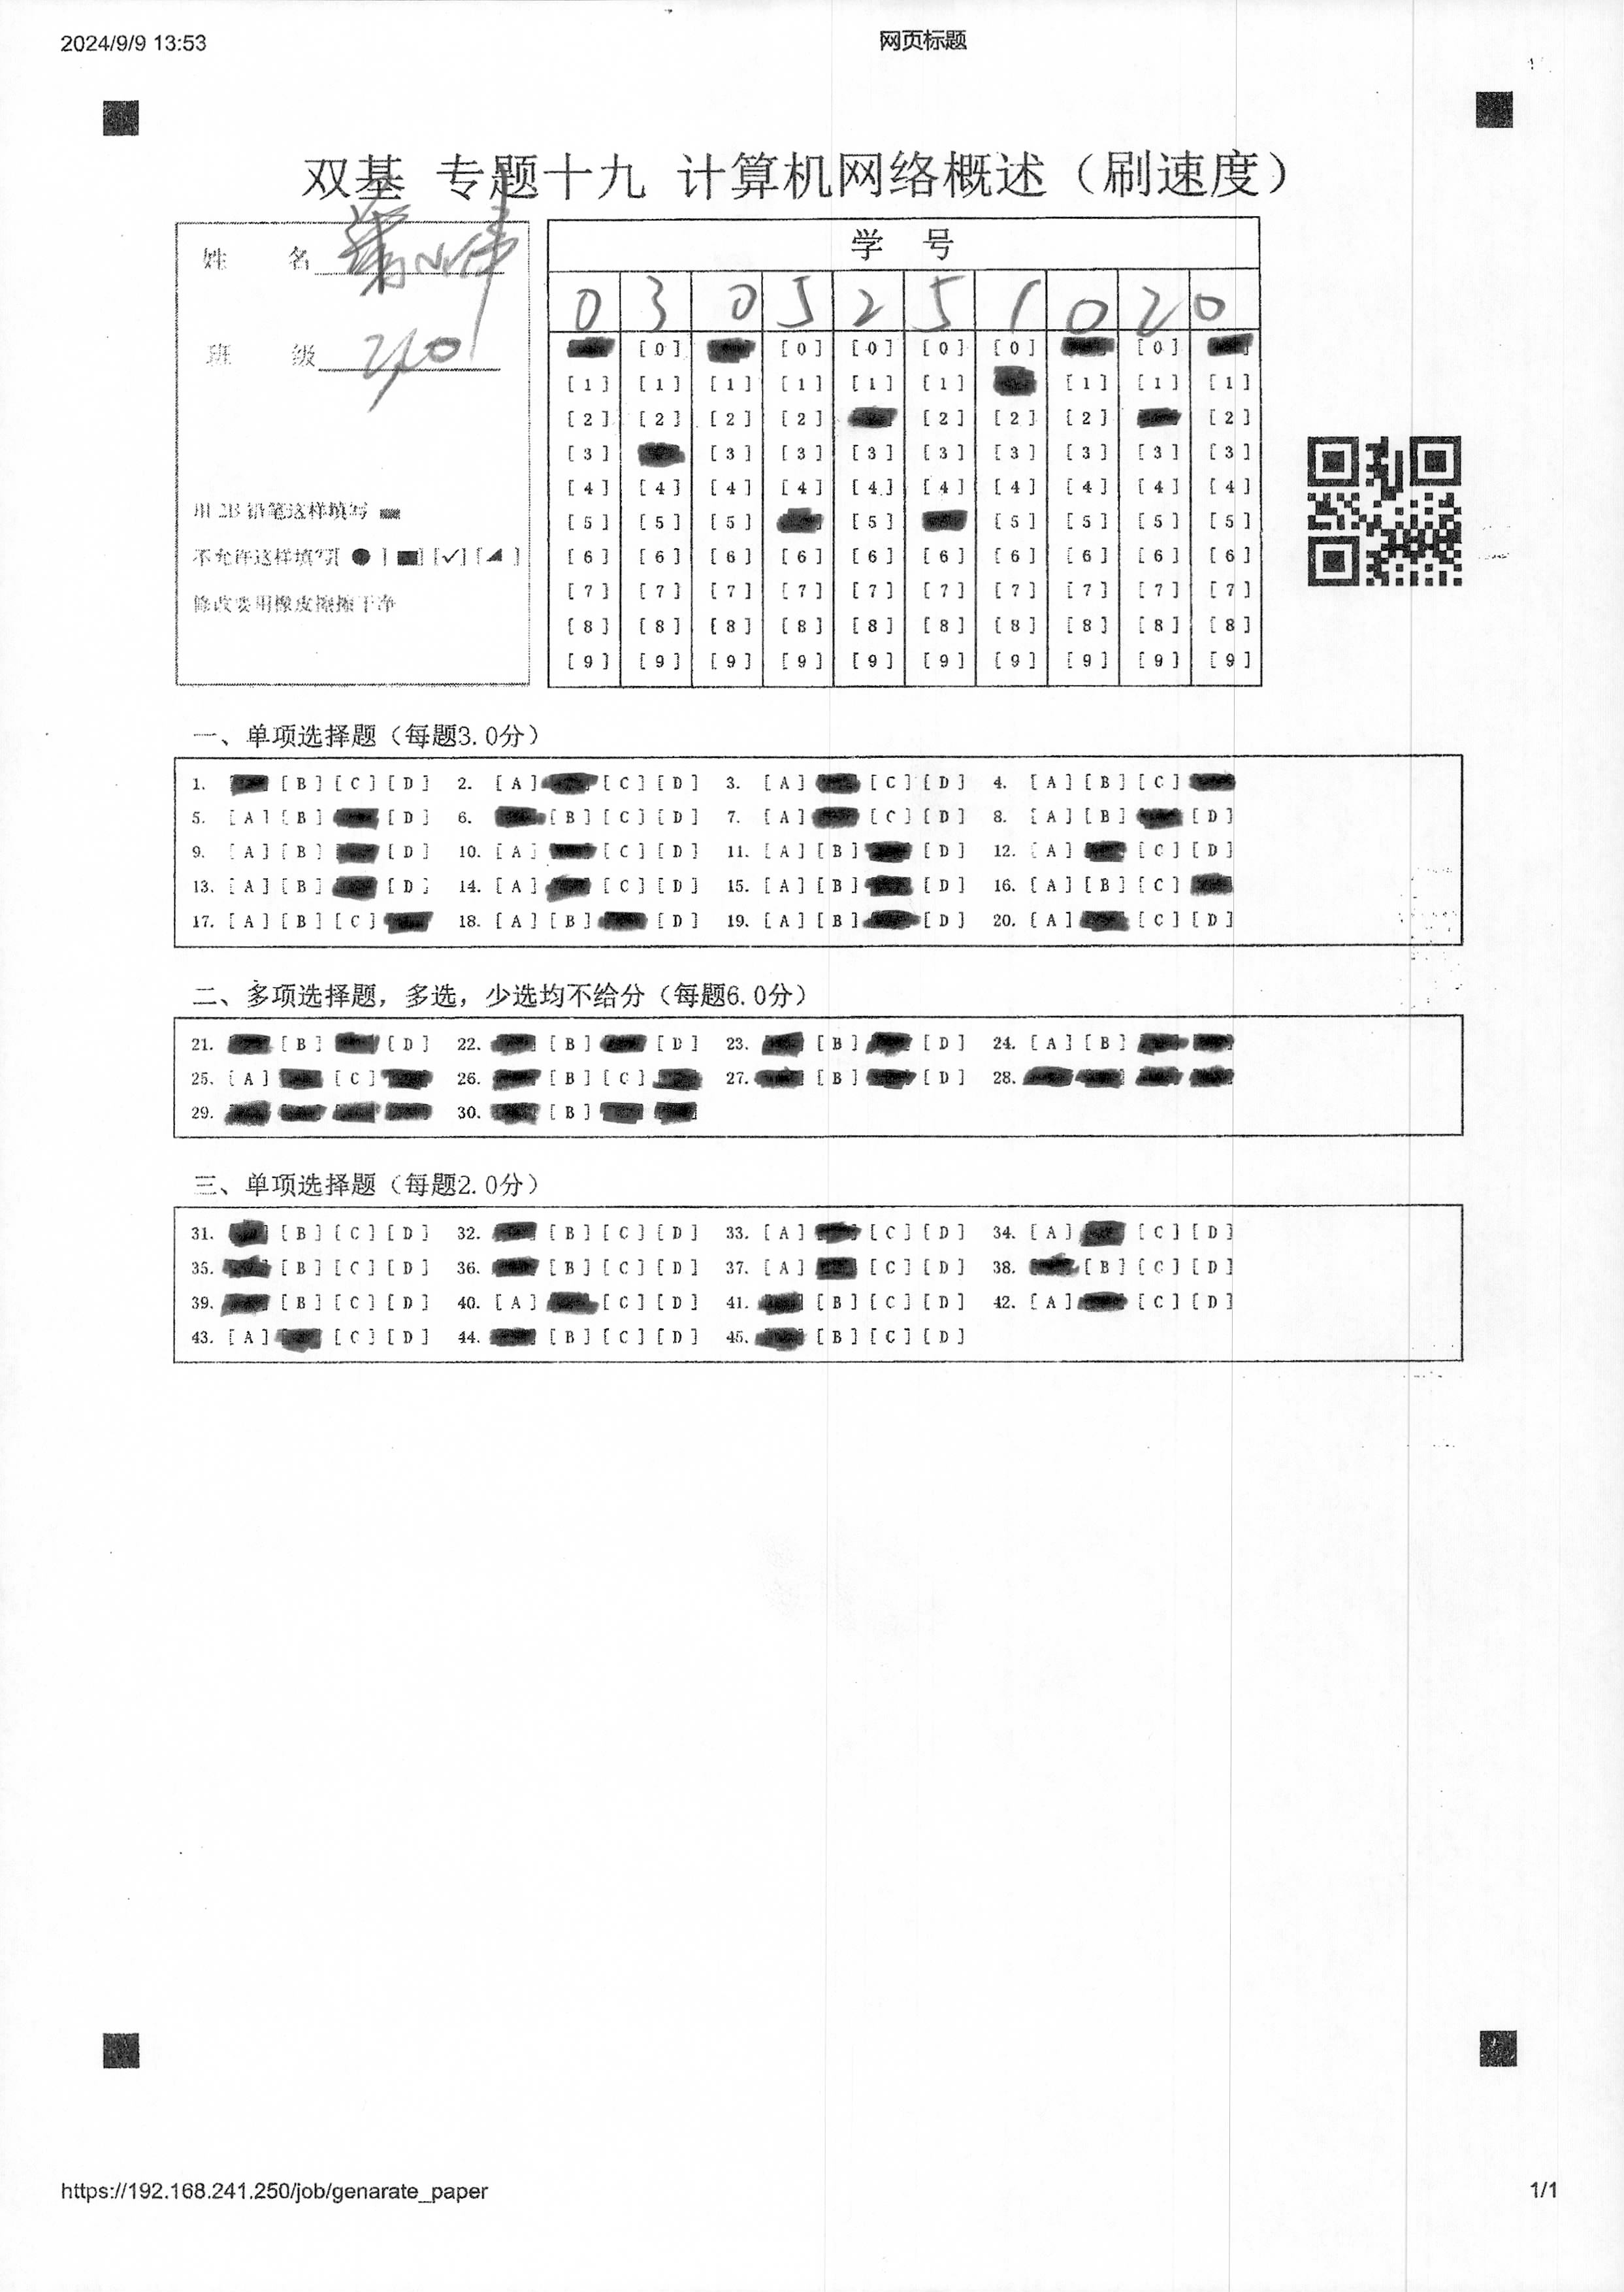 2024/9/9 13:53 网页标题
双基 专题十九 计算机网络概述（刷速度）
姓 名
班 级 210
用 2B 铅笔这样填写
不允许这样填写[ ● ] [ ■ ] [✓] [◢]
修改要用橡皮擦擦干净
学 号
0 3 0 5 2 5 1 0 2 0
[0] [0] [0] [0] [0] [0]
[1] [1] [1] [1] [1] [1] [1] [1] [1]
[2] [2] [2] [2] [2] [2] [2] [2]
[3] [3] [3] [3] [3] [3] [3] [3] [3]
[4] [4] [4] [4] [4] [4] [4] [4] [4] [4]
[5] [5] [5] [5] [5] [5] [5] [5]
[6] [6] [6] [6] [6] [6] [6] [6] [6] [6]
[7] [7] [7] [7] [7] [7] [7] [7] [7] [7]
[8] [8] [8] [8] [8] [8] [8] [8] [8] [8]
[9] [9] [9] [9] [9] [9] [9] [9] [9] [9]
一、单项选择题（每题3.0分）
1. [B] [C] [D] 2. [A] [C] [D] 3. [A] [C] [D] 4. [A] [B] [C]
5. [A] [B] [D] 6. [B] [C] [D] 7. [A] [C] [D] 8. [A] [B] [D]
9. [A] [B] [D] 10. [A] [C] [D] 11. [A] [B] [D] 12. [A] [C] [D]
13. [A] [B] [D] 14. [A] [C] [D] 15. [A] [B] [D] 16. [A] [B] [C]
17. [A] [B] [C] 18. [A] [B] [D] 19. [A] [B] [D] 20. [A] [C] [D]
二、多项选择题，多选，少选均不给分（每题6.0分）
21. [B] [D] 22. [B] [D] 23. [B] [D] 24. [A] [B]
25. [A] [C] 26. [B] [C] 27. [B] [D] 28.
29. 30. [B]
三、单项选择题（每题2.0分）
31. [B] [C] [D] 32. [B] [C] [D] 33. [A] [C] [D] 34. [A] [C] [D]
35. [B] [C] [D] 36. [B] [C] [D] 37. [A] [C] [D] 38. [B] [C] [D]
39. [B] [C] [D] 40. [A] [C] [D] 41. [B] [C] [D] 42. [A] [C] [D]
43. [A] [C] [D] 44. [B] [C] [D] 45. [B] [C] [D]
https://192.168.241.250/job/genarate_paper 1/1